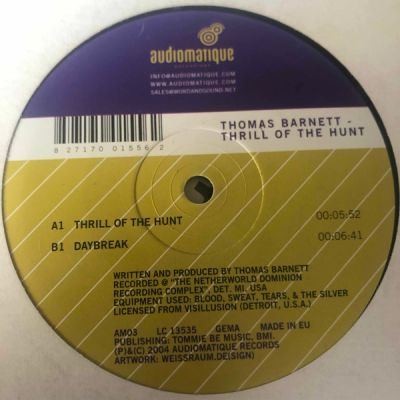 audiomatique
RECORDINGS
INFO@AUDIOMATIQUE.COM
WWW.AUDIOMATIQUE.COM
SALES@WORDANDSOUND.NET
8 27170 01556 2
THOMAS BARNETT -
THRILL OF THE HUNT
A1 THRILL OF THE HUNT 00:05:52
B1 DAYBREAK 00:06:41
WRITTEN AND PRODUCED BY THOMAS BARNETT
RECORDED @ "THE NETHERWORLD DOMINION
RECORDING COMPLEX", DET. MI. USA
EQUIPMENT USED: BLOOD, SWEAT, TEARS, & THE SILVER
LICENSED FROM VISILLUSION (DETROIT, U.S.A.)
AM03 LC 13535 GEMA MADE IN EU
PUBLISHING: TOMMIE BE MUSIC, BMI.
(P)&(C) 2004 AUDIOMATIQUE RECORDS
ARTWORK: WEISSRAUM.DE(SIGN)